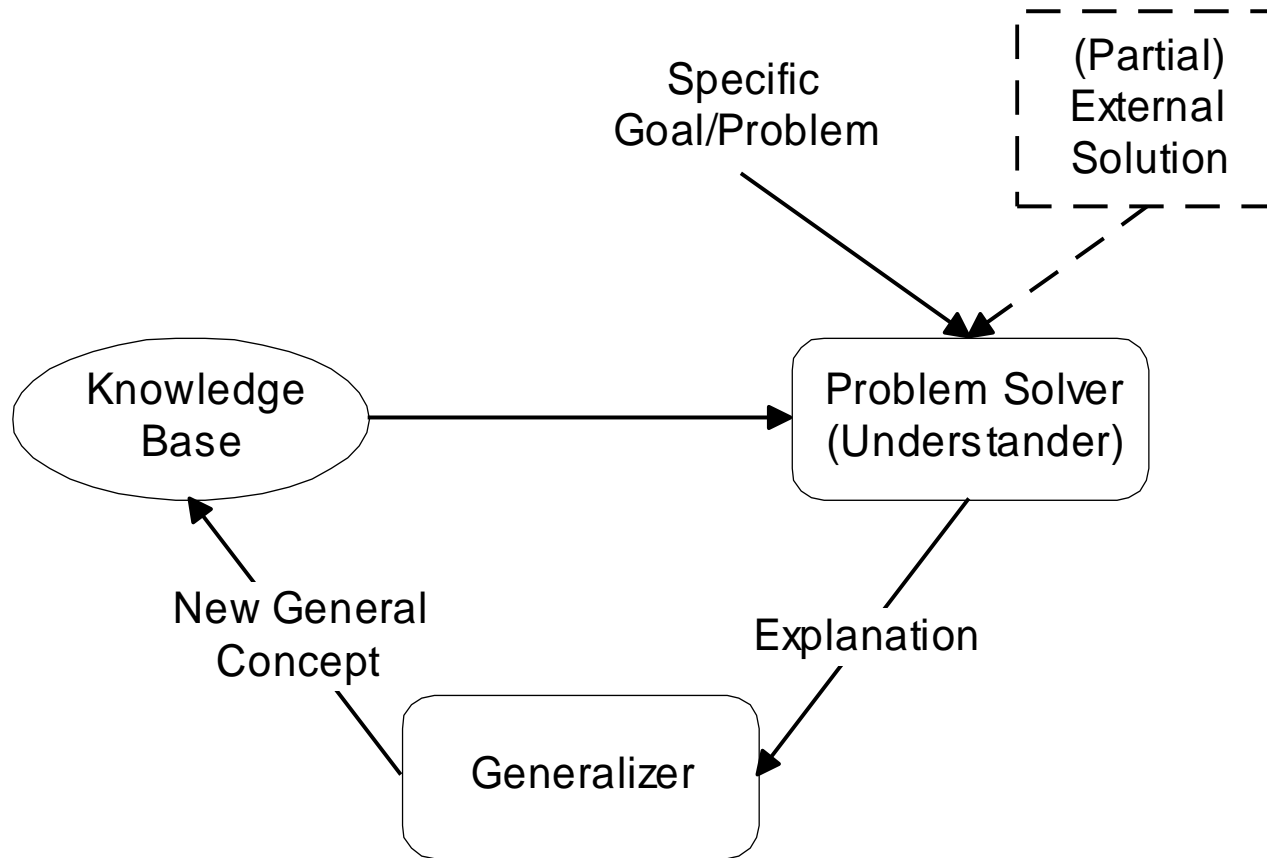 (Partial)
External
Solution
Specific
Goal/Problem
Knowledge
Base
Problem Solver
(Understander)
New General
Concept
Explanation
Generalizer